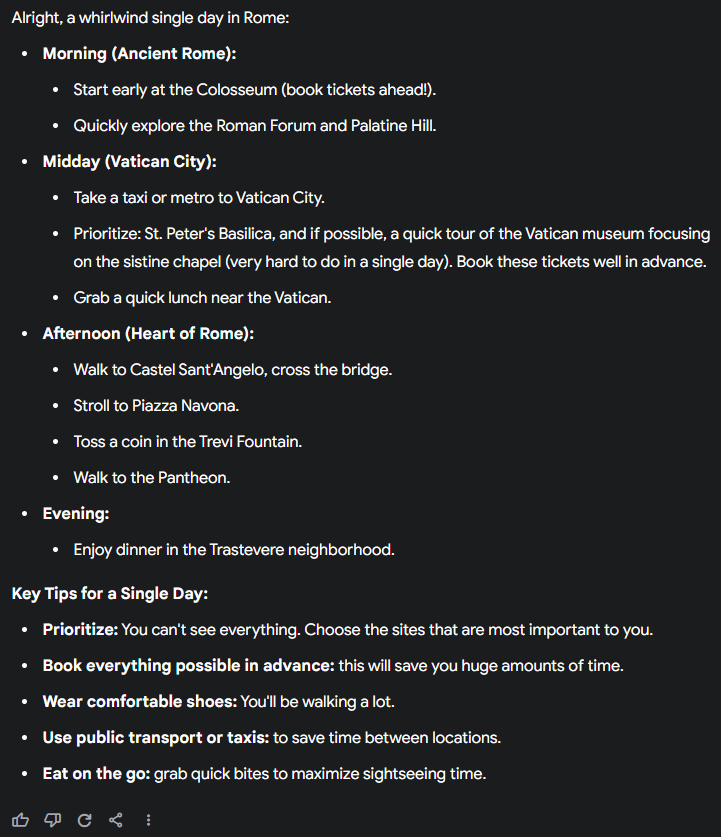 Alright, a whirlwind single day in Rome:
• Morning (Ancient Rome):
• Start early at the Colosseum (book tickets ahead!).
• Quickly explore the Roman Forum and Palatine Hill.
• Midday (Vatican City):
• Take a taxi or metro to Vatican City.
• Prioritize: St. Peter's Basilica, and if possible, a quick tour of the Vatican museum focusing
on the sistine chapel (very hard to do in a single day). Book these tickets well in advance.
• Grab a quick lunch near the Vatican.
• Afternoon (Heart of Rome):
• Walk to Castel Sant'Angelo, cross the bridge.
• Stroll to Piazza Navona.
• Toss a coin in the Trevi Fountain.
• Walk to the Pantheon.
• Evening:
• Enjoy dinner in the Trastevere neighborhood.
Key Tips for a Single Day:
• Prioritize: You can't see everything. Choose the sites that are most important to you.
• Book everything possible in advance: this will save you huge amounts of time.
• Wear comfortable shoes: You'll be walking a lot.
• Use public transport or taxis: to save time between locations.
• Eat on the go: grab quick bites to maximize sightseeing time.